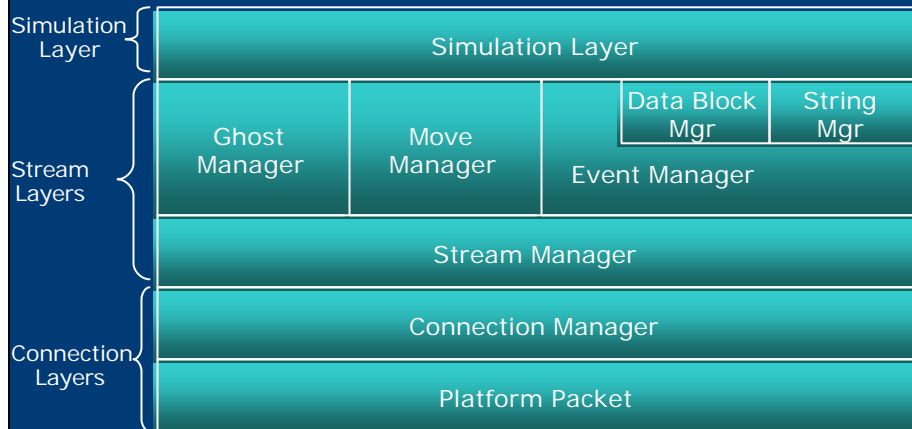 Simulation
Layer
Simulation Layer
Stream
Layers
Ghost
Manager
Move
Manager
Data Block
Mgr
String
Mgr
Event Manager
Stream Manager
Connection
Layers
Connection Manager
Platform Packet